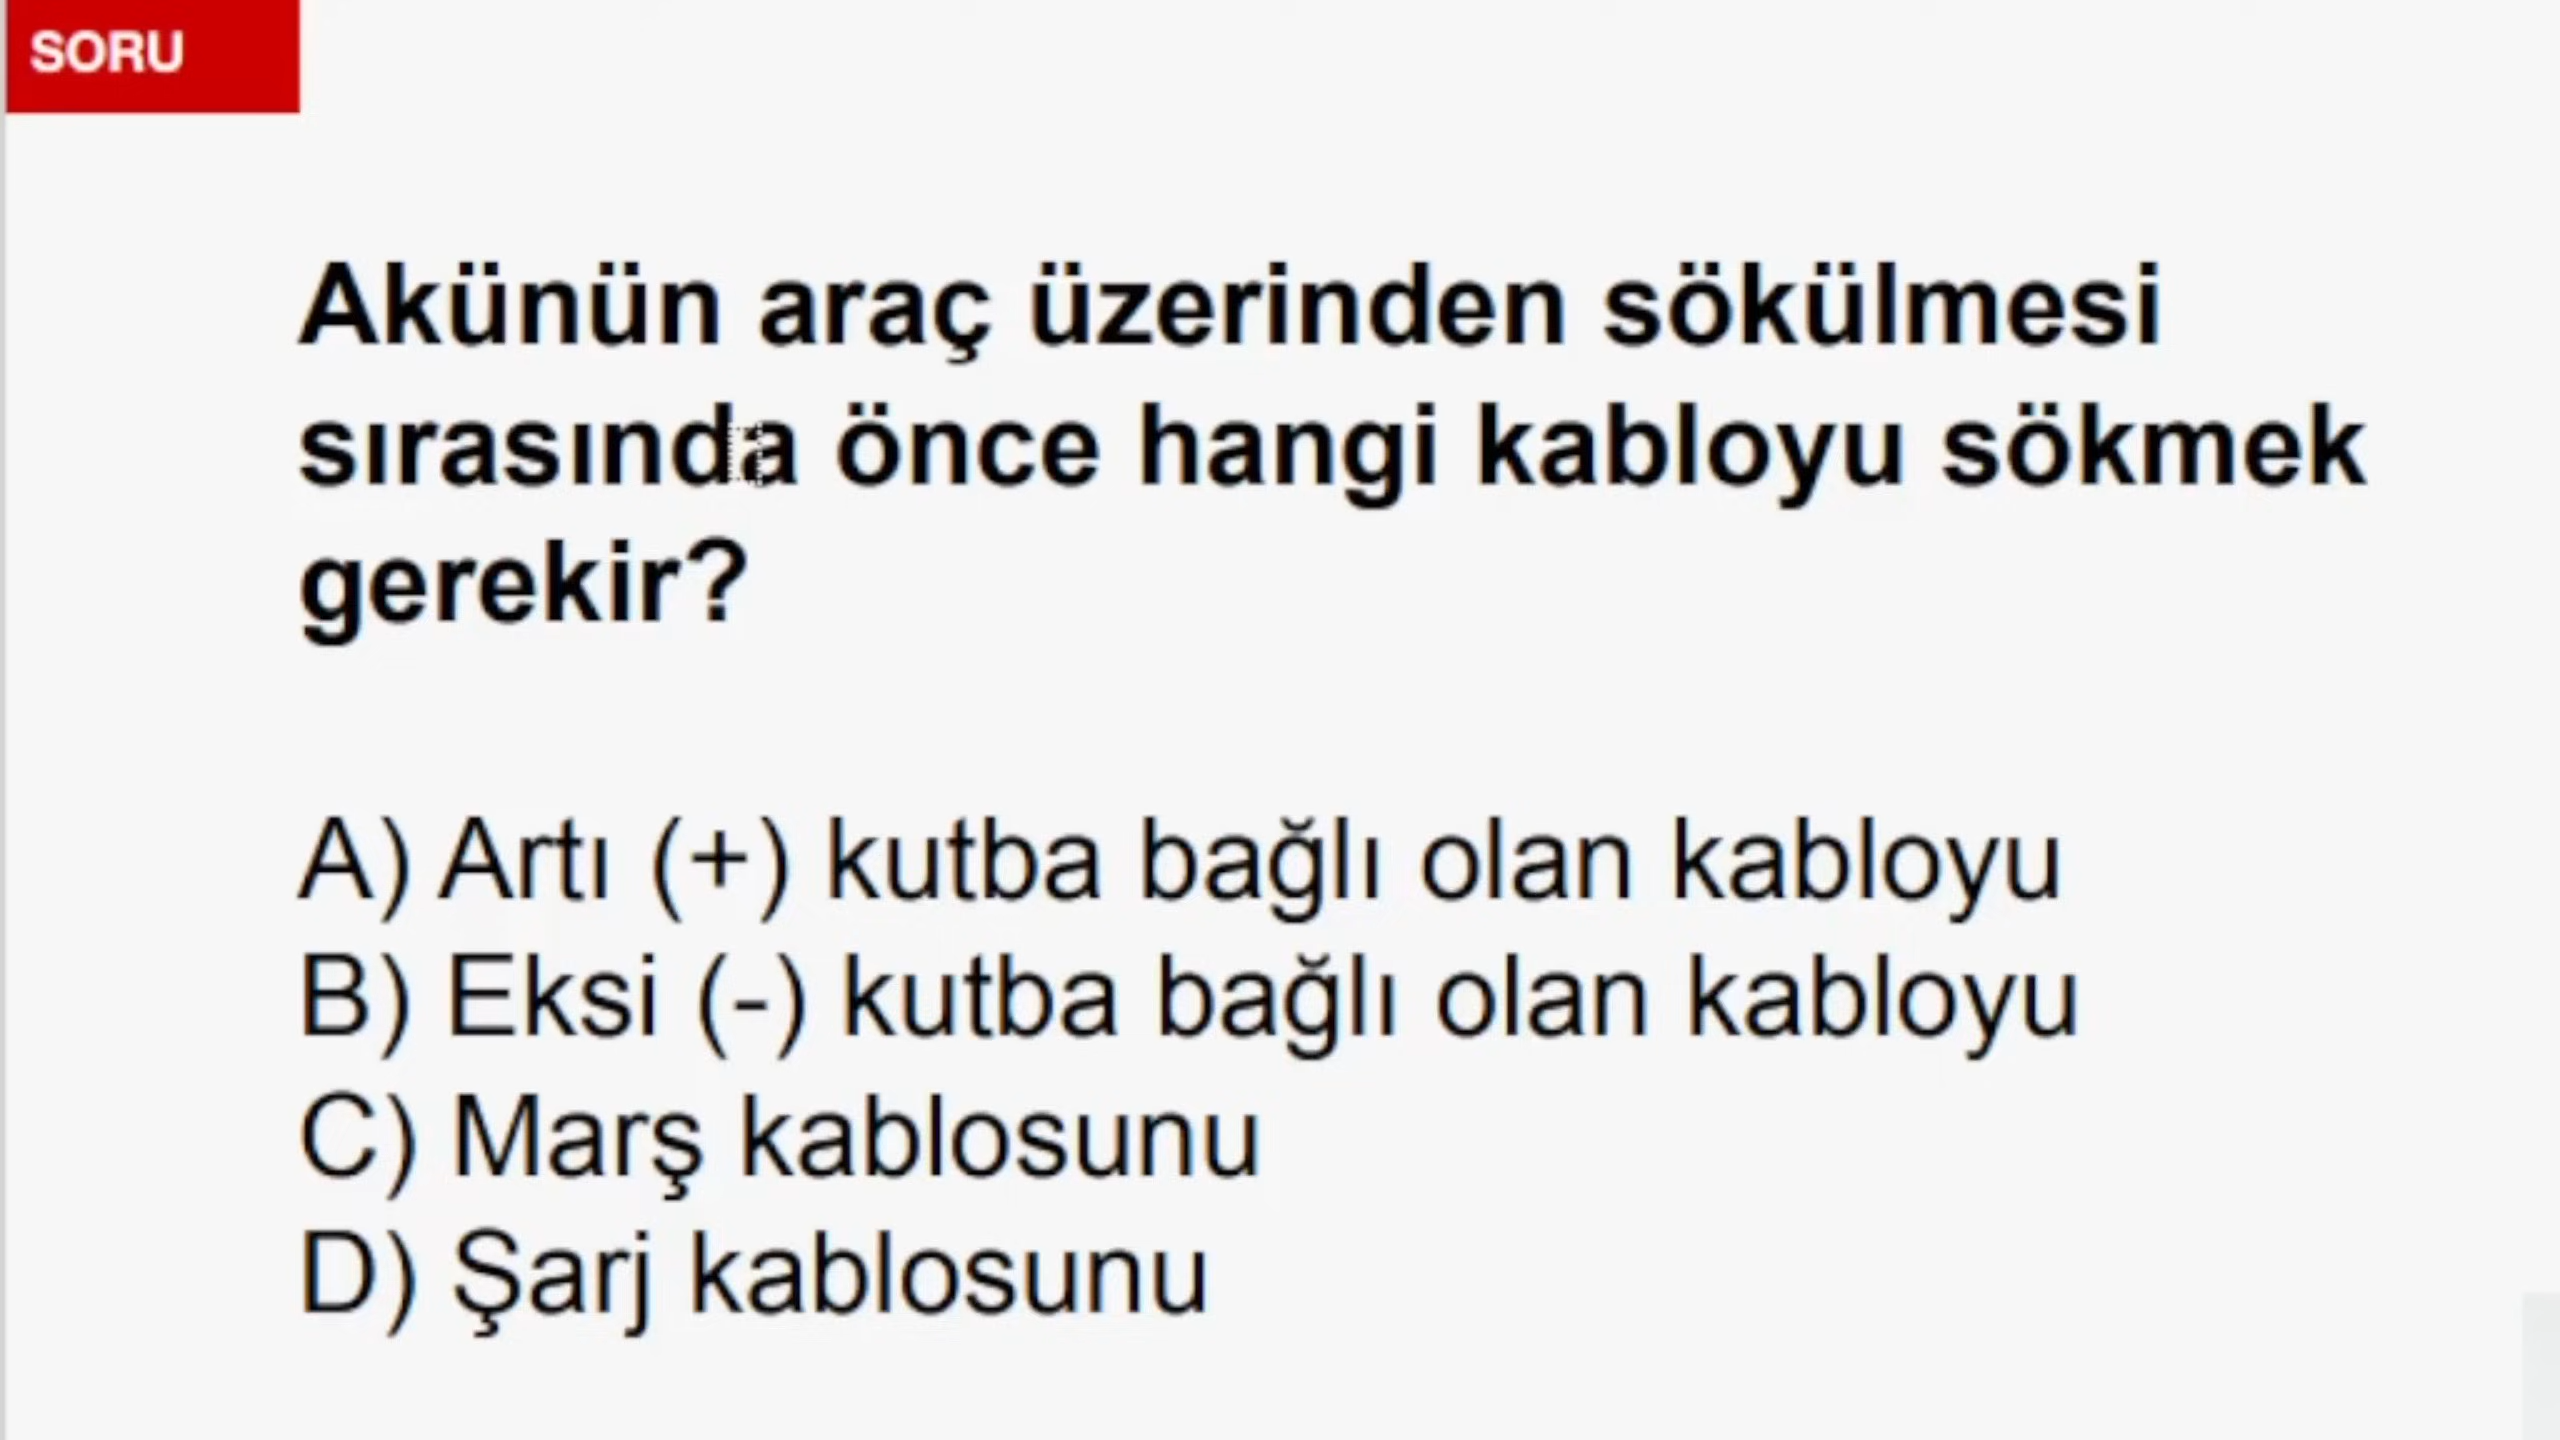 SORU
Akünün araç üzerinden sökülmesi
sırasında önce hangi kabloyu sökmek
gerekir?
A) Artı (+) kutba bağlı olan kabloyu
B) Eksi (-) kutba bağlı olan kabloyu
C) Marş kablosunu
D) Şarj kablosunu